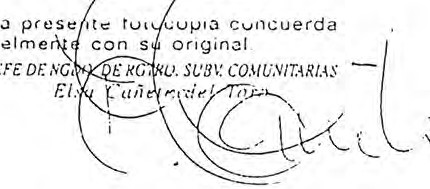 a presente fotocopia concuerda
elmente con su original.
EFE DE NGDO. DE RGTRO. SUBV. COMUNITARIAS
Elsa Cañete del Toro